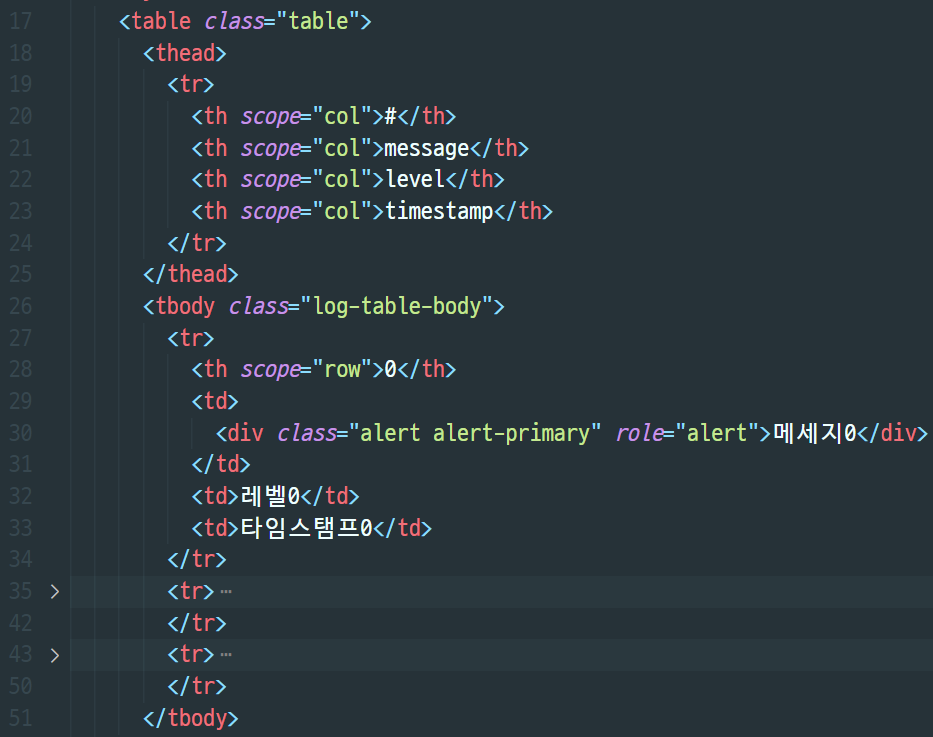 17 <table class="table">
18 <thead>
19 <tr>
20 <th scope="col">#</th>
21 <th scope="col">message</th>
22 <th scope="col">level</th>
23 <th scope="col">timestamp</th>
24 </tr>
25 </thead>
26 <tbody class="log-table-body">
27 <tr>
28 <th scope="row">0</th>
29 <td>
30 <div class="alert alert-primary" role="alert">메세지0</div>
31 </td>
32 <td>레벨0</td>
33 <td>타임스탬프0</td>
34 </tr>
35 <tr>…
42 </tr>
43 <tr>…
50 </tr>
51 </tbody>